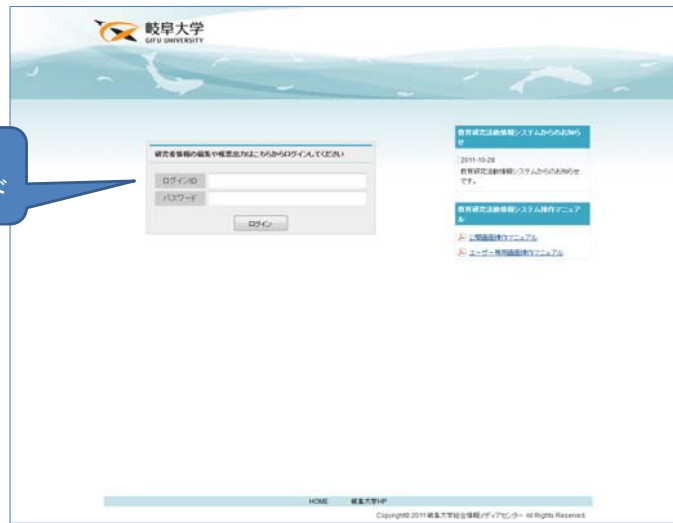 岐阜大学
GIFU UNIVERSITY
教育研究活動情報システムからのお知ら
せ
2011-10-28
教育研究活動情報システムからのお知らせ
です。
教育研究活動情報システム操作マニュア
ル
公開画面操作マニュアル
ユーザー専用画面操作マニュアル
研究者情報の編集や帳票出力はこちらからログインしてください
ログインID
パスワード
ログイン
ド
HOME 岐阜大学HP
Copyright© 2011 岐阜大学総合情報メディアセンター All Rights Reserved.